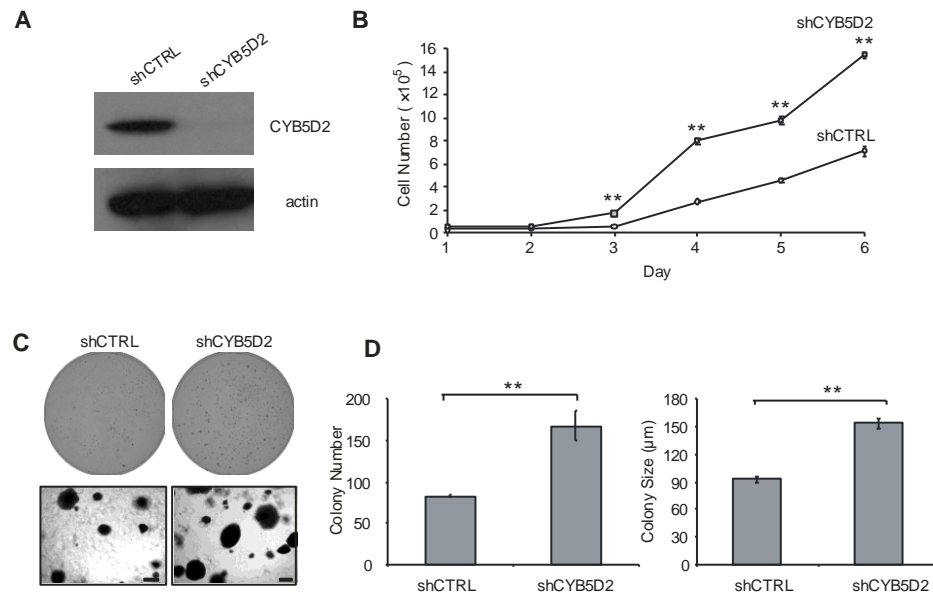 A
shCTRL shCYB5D2
CYB5D2
actin
B
shCYB5D2
Cell Number ( ×10⁵)
16
14
12
10
8
6
4
2
0
** ** ** **
shCTRL
1 2 3 4 5 6
Day
C
shCTRL shCYB5D2
D
**
Colony Number
200
150
100
50
0
shCTRL shCYB5D2
**
Colony Size (µm)
180
150
120
90
60
30
0
shCTRL shCYB5D2